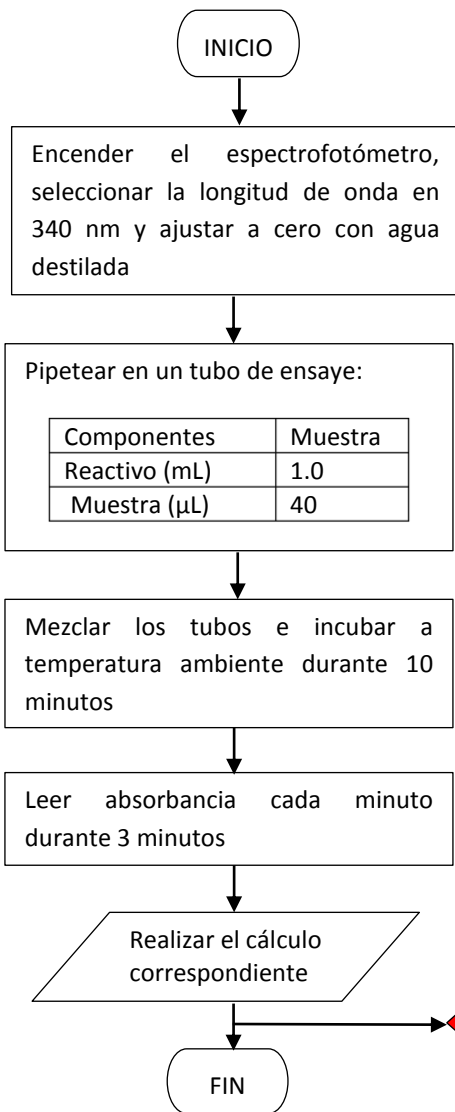 INICIO
Encender el espectrofotómetro,
seleccionar la longitud de onda en
340 nm y ajustar a cero con agua
destilada
Pipetear en un tubo de ensaye:
Componentes Muestra
Reactivo (mL) 1.0
Muestra (µL) 40
Mezclar los tubos e incubar a
temperatura ambiente durante 10
minutos
Leer absorbancia cada minuto
durante 3 minutos
Realizar el cálculo
correspondiente
FIN